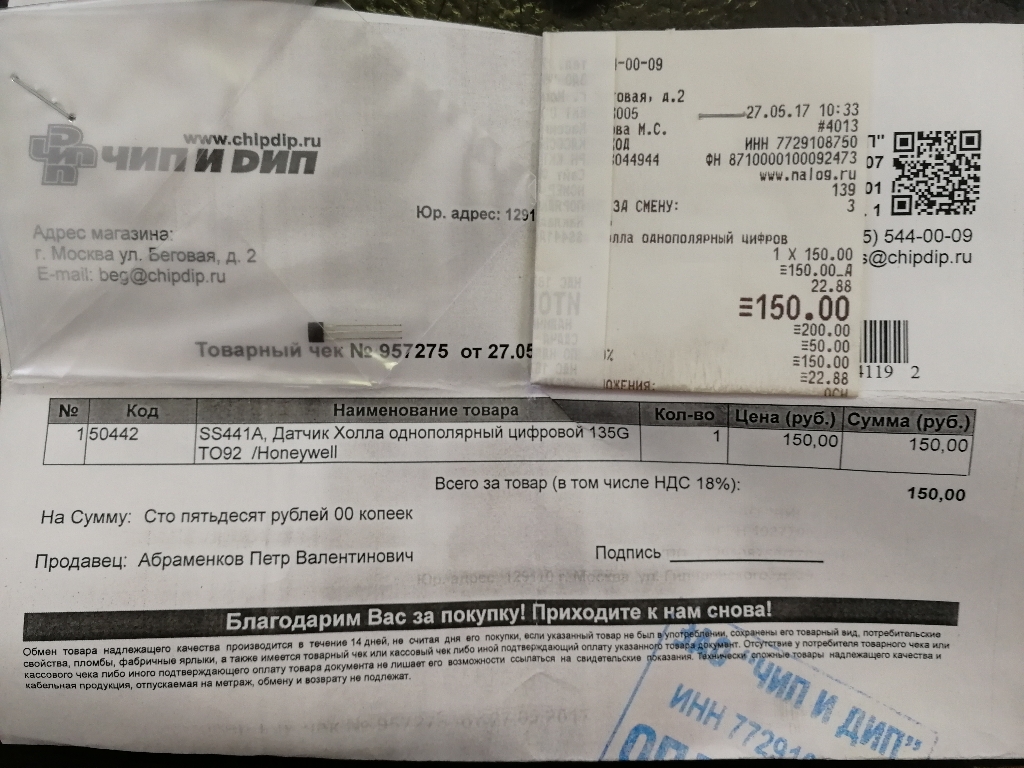 www.chipdip.ru
ЧИП И DИП
Юр. адрес: 1291
Адрес магазина:
г. Москва ул. Беговая, д. 2
E-mail: beg@chipdip.ru
-00-09
говая, д.2
27.05.17 10:33
#4013
ова М.С.
ИНН 7729108750
044944
ФН 8710000100092473
www.nalog.ru
139
ЗА СМЕНУ: 3
лла однополярный цифров
1 X 150.00
≡150.00_А
22.88
≡150.00
≡200.00
≡50.00
≡150.00
≡22.88
ОСН
П"
07
01
. 1
5) 544-00-09
s@chipdip.ru
4119 2
Товарный чек № 957275 от 27.05
№ Код Наименование товара Кол-во Цена (руб.) Сумма (руб.)
1 50442 SS441A, Датчик Холла однополярный цифровой 135G 1 150,00 150,00
TO92 /Honeywell
Всего за товар (в том числе НДС 18%): 150,00
На Сумму: Сто пятьдесят рублей 00 копеек
Продавец: Абраменков Петр Валентинович Подпись
Благодарим Вас за покупку! Приходите к нам снова!
Обмен товара надлежащего качества производится в течение 14 дней, не считая дня его покупки, если указанный товар не был в употреблении, сохранены его товарный вид, потребительские
свойства, пломбы, фабричные ярлыки, а также имеется товарный чек или кассовый чек либо иной подтверждающий оплату указанного товара документ. Отсутствие у потребителя товарного чека или
кассового чека либо иного подтверждающего оплату товара документа не лишает его возможности ссылаться на свидетельские показания. Технически сложные товары надлежащего качества и
кабельная продукция, отпускаемая на метраж, обмену и возврату не подлежат.
"ЧИП И ДИП"
ИНН 77291